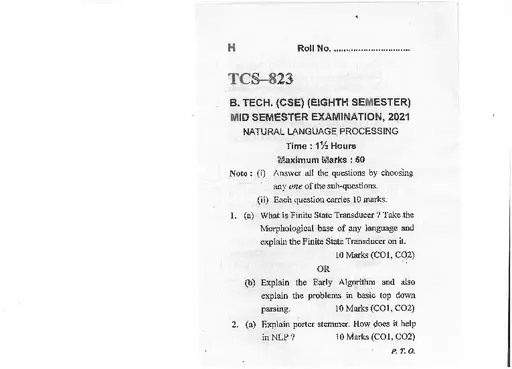 H Roll No. ..............................
TCS–823
B. TECH. (CSE) (EIGHTH SEMESTER)
MID SEMESTER EXAMINATION, 2021
NATURAL LANGUAGE PROCESSING
Time : 1½ Hours
Maximum Marks : 50
Note : (i) Answer all the questions by choosing
any one of the sub-questions.
(ii) Each question carries 10 marks.
1. (a) What is Finite State Transducer ? Take the
Morphological base of any language and
explain the Finite State Transducer on it.
10 Marks (CO1, CO2)
OR
(b) Explain the Early Algorithm and also
explain the problems in basic top down
parsing. 10 Marks (CO1, CO2)
2. (a) Explain porter stemmer. How does it help
in NLP ? 10 Marks (CO1, CO2)
P. T. O.